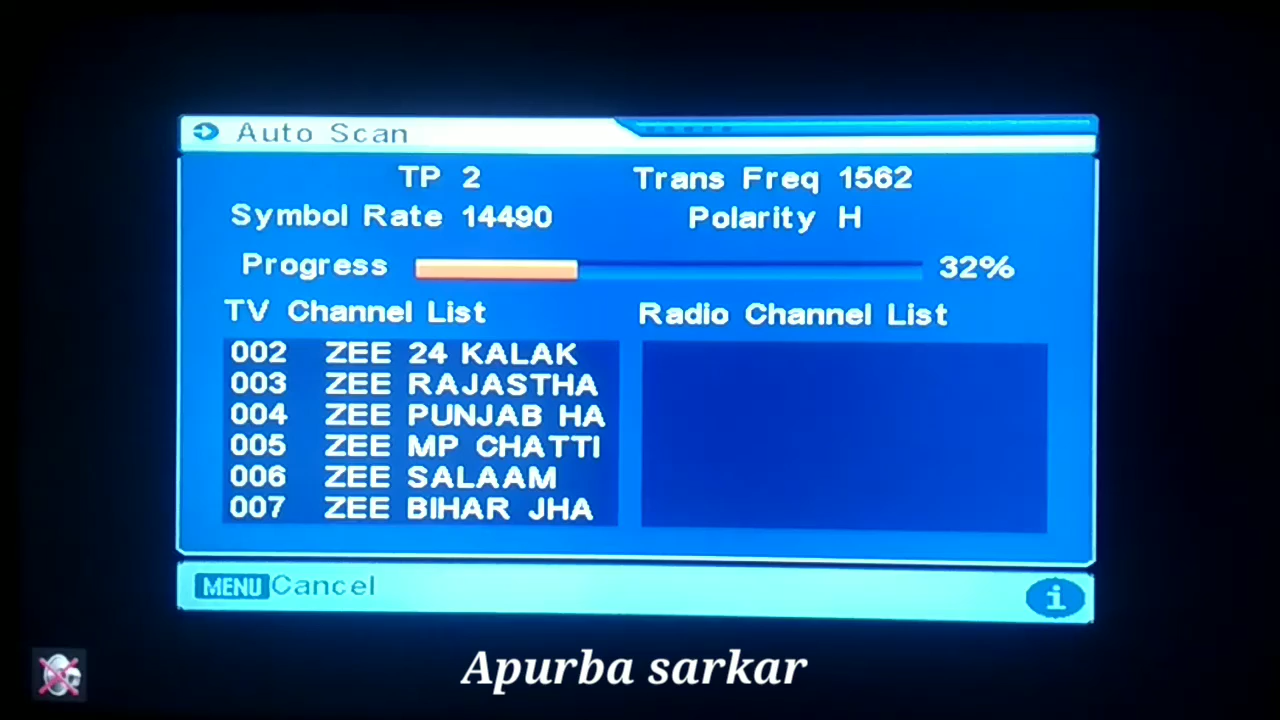 Auto Scan
TP 2 Trans Freq 1562
Symbol Rate 14490 Polarity H
Progress 32%
TV Channel List Radio Channel List
002 ZEE 24 KALAK
003 ZEE RAJASTHA
004 ZEE PUNJAB HA
005 ZEE MP CHATTI
006 ZEE SALAAM
007 ZEE BIHAR JHA
MENU Cancel i
Apurba sarkar